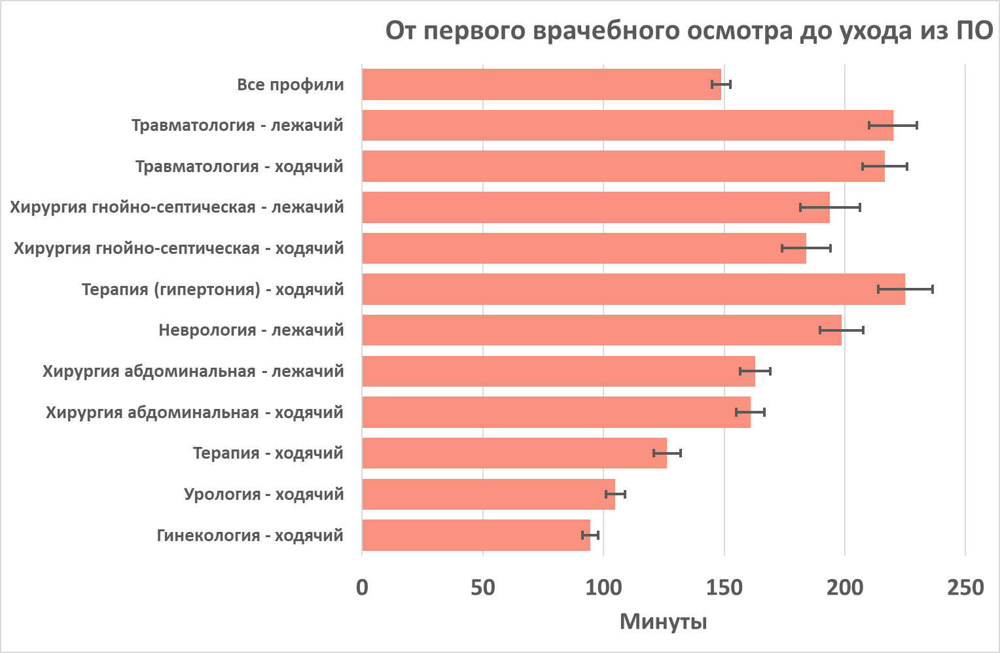 От первого врачебного осмотра до ухода из ПО
Все профили
Травматология - лежачий
Травматология - ходячий
Хирургия гнойно-септическая - лежачий
Хирургия гнойно-септическая - ходячий
Терапия (гипертония) - ходячий
Неврология - лежачий
Хирургия абдоминальная - лежачий
Хирургия абдоминальная - ходячий
Терапия - ходячий
Урология - ходячий
Гинекология - ходячий
0 50 100 150 200 250
Минуты